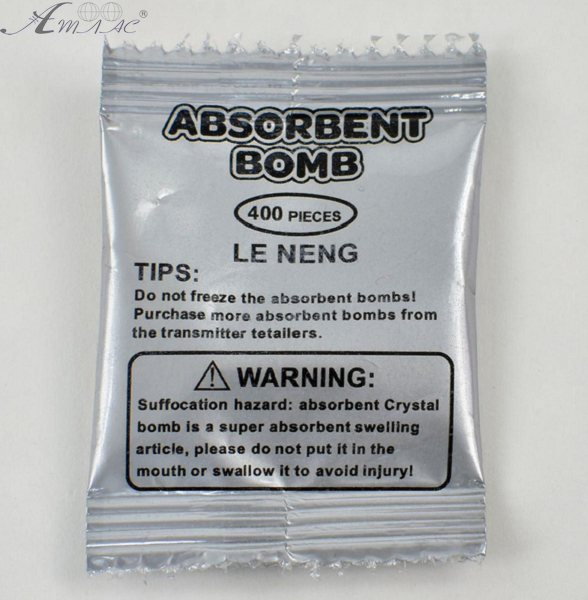 Атлас®
ABSORBENT
BOMB
400 PIECES
LE NENG
TIPS:
Do not freeze the absorbent bombs!
Purchase more absorbent bombs from
the transmitter tetailers.
⚠ WARNING:
Suffocation hazard: absorbent Crystal
bomb is a super absorbent swelling
article, please do not put it in the
mouth or swallow it to avoid injury!